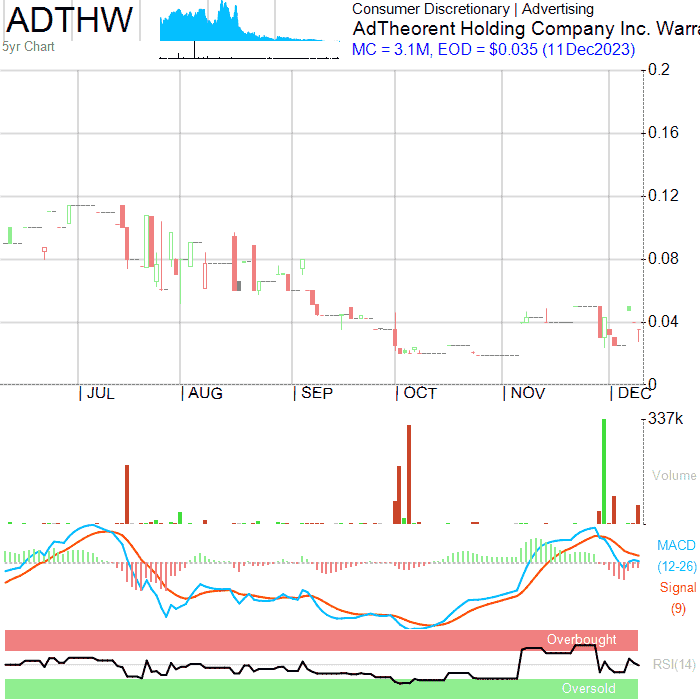 ADTHW
5yr Chart
Consumer Discretionary | Advertising
AdTheorent Holding Company Inc. Warra
MC = 3.1M, EOD = $0.035 (11Dec2023)
0.2
0.16
0.12
0.08
0.04
0
JUL
AUG
SEP
OCT
NOV
DEC
337k
Volume
MACD
(12-26)
Signal
(9)
Overbought
RSI(14)
Oversold